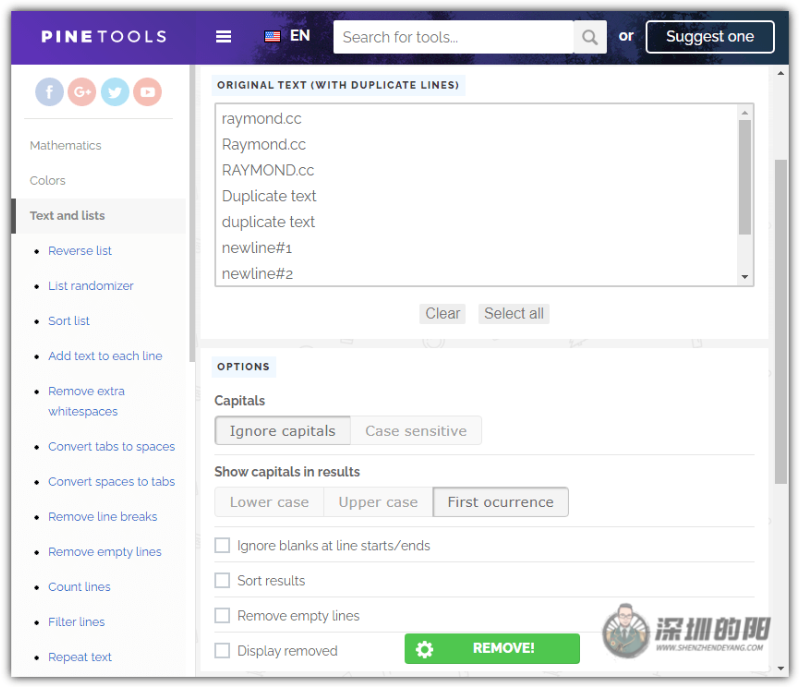 PINETOOLS
EN
Search for tools...
or
Suggest one
G+
Mathematics
Colors
Text and lists
Reverse list
List randomizer
Sort list
Add text to each line
Remove extra
whitespaces
Convert tabs to spaces
Convert spaces to tabs
Remove line breaks
Remove empty lines
Count lines
Filter lines
Repeat text
ORIGINAL TEXT (WITH DUPLICATE LINES)
raymond.cc
Raymond.cc
RAYMOND.cc
Duplicate text
duplicate text
newline#1
newline#2
Clear
Select all
OPTIONS
Capitals
Ignore capitals
Case sensitive
Show capitals in results
Lower case
Upper case
First ocurrence
Ignore blanks at line starts/ends
Sort results
Remove empty lines
Display removed
REMOVE!
深圳的阳
WWW.SHENZHENDEYANG.COM